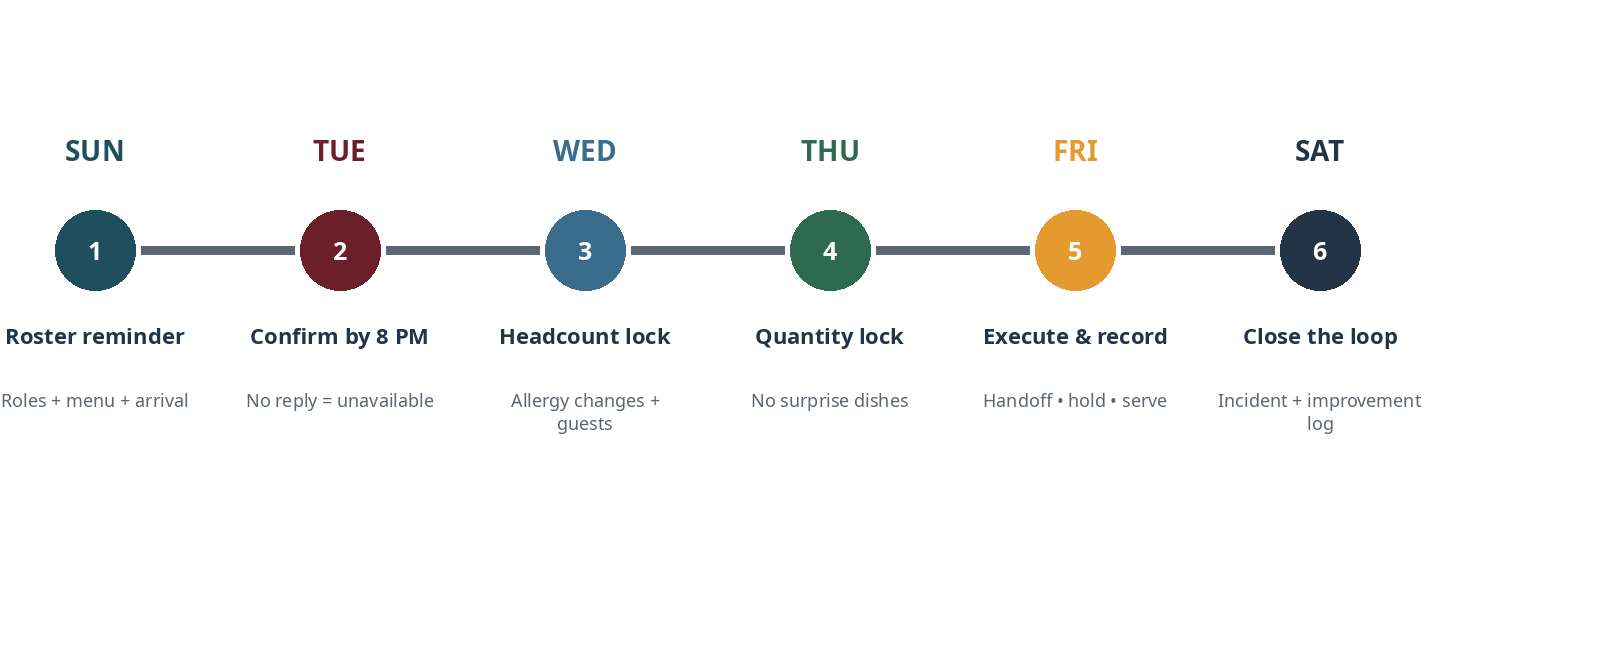 SUN
TUE
WED
THU
FRI
SAT
1
2
3
4
5
6
Roster reminder
Confirm by 8 PM
Headcount lock
Quantity lock
Execute & record
Close the loop
Roles + menu + arrival
No reply = unavailable
Allergy changes +
guests
No surprise dishes
Handoff • hold • serve
Incident + improvement
log